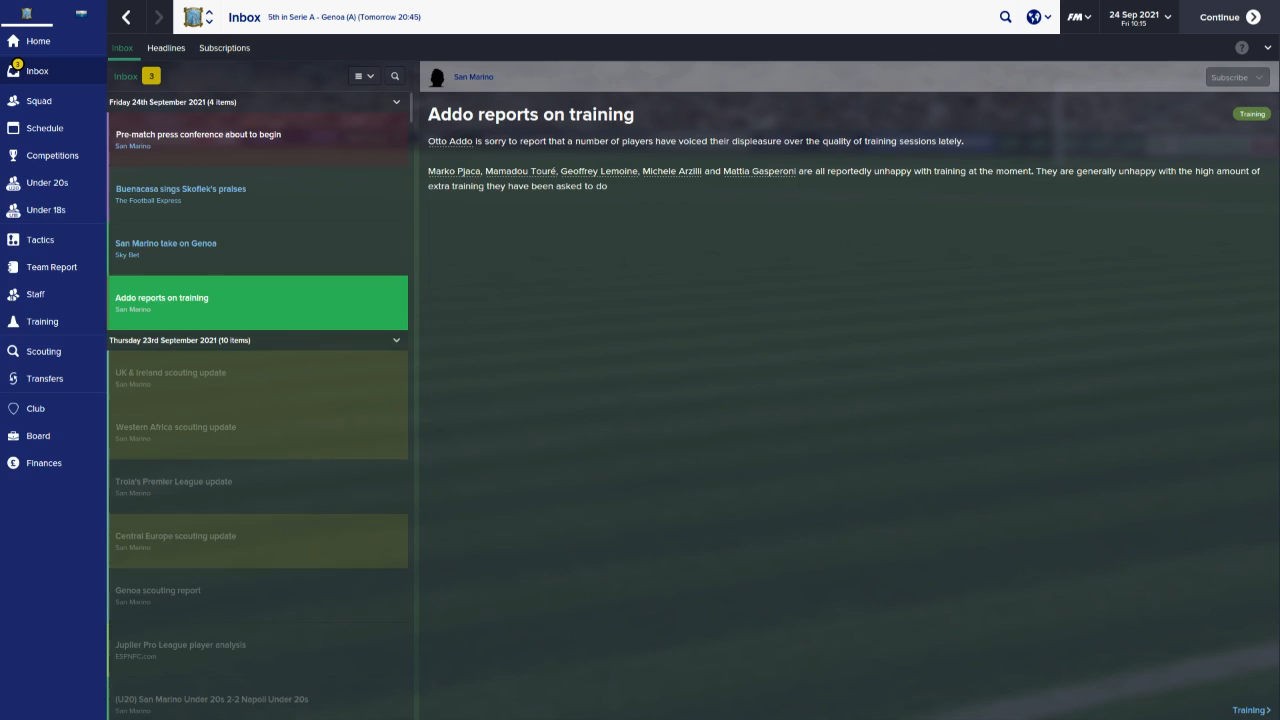 Inbox
5th in Serie A - Genoa (A) (Tomorrow 20:45)
FM
24 Sep 2021
Fri 10:15
Continue
Home
3
Inbox
Squad
Schedule
Competitions
Under 20s
Under 18s
Tactics
Team Report
Staff
Training
Scouting
Transfers
Club
Board
Finances
Inbox
Headlines
Subscriptions
Inbox 3
Friday 24th September 2021 (4 items)
Pre-match press conference about to begin
San Marino
Buenacasa sings Skoflek's praises
The Football Express
San Marino take on Genoa
Sky Bet
Addo reports on training
San Marino
Thursday 23rd September 2021 (10 items)
UK & Ireland scouting update
San Marino
Western Africa scouting update
San Marino
Troia's Premier League update
San Marino
Central Europe scouting update
San Marino
Genoa scouting report
San Marino
Jupiler Pro League player analysis
ESPNFC.com
(U20) San Marino Under 20s 2-2 Napoli Under 20s
San Marino
San Marino
Subscribe
Addo reports on training
Training
Otto Addo is sorry to report that a number of players have voiced their displeasure over the quality of training sessions lately.
Marko Pjaca, Mamadou Touré, Geoffrey Lemoine, Michele Arzilli and Mattia Gasperoni are all reportedly unhappy with training at the moment. They are generally unhappy with the high amount of
extra training they have been asked to do
Training >